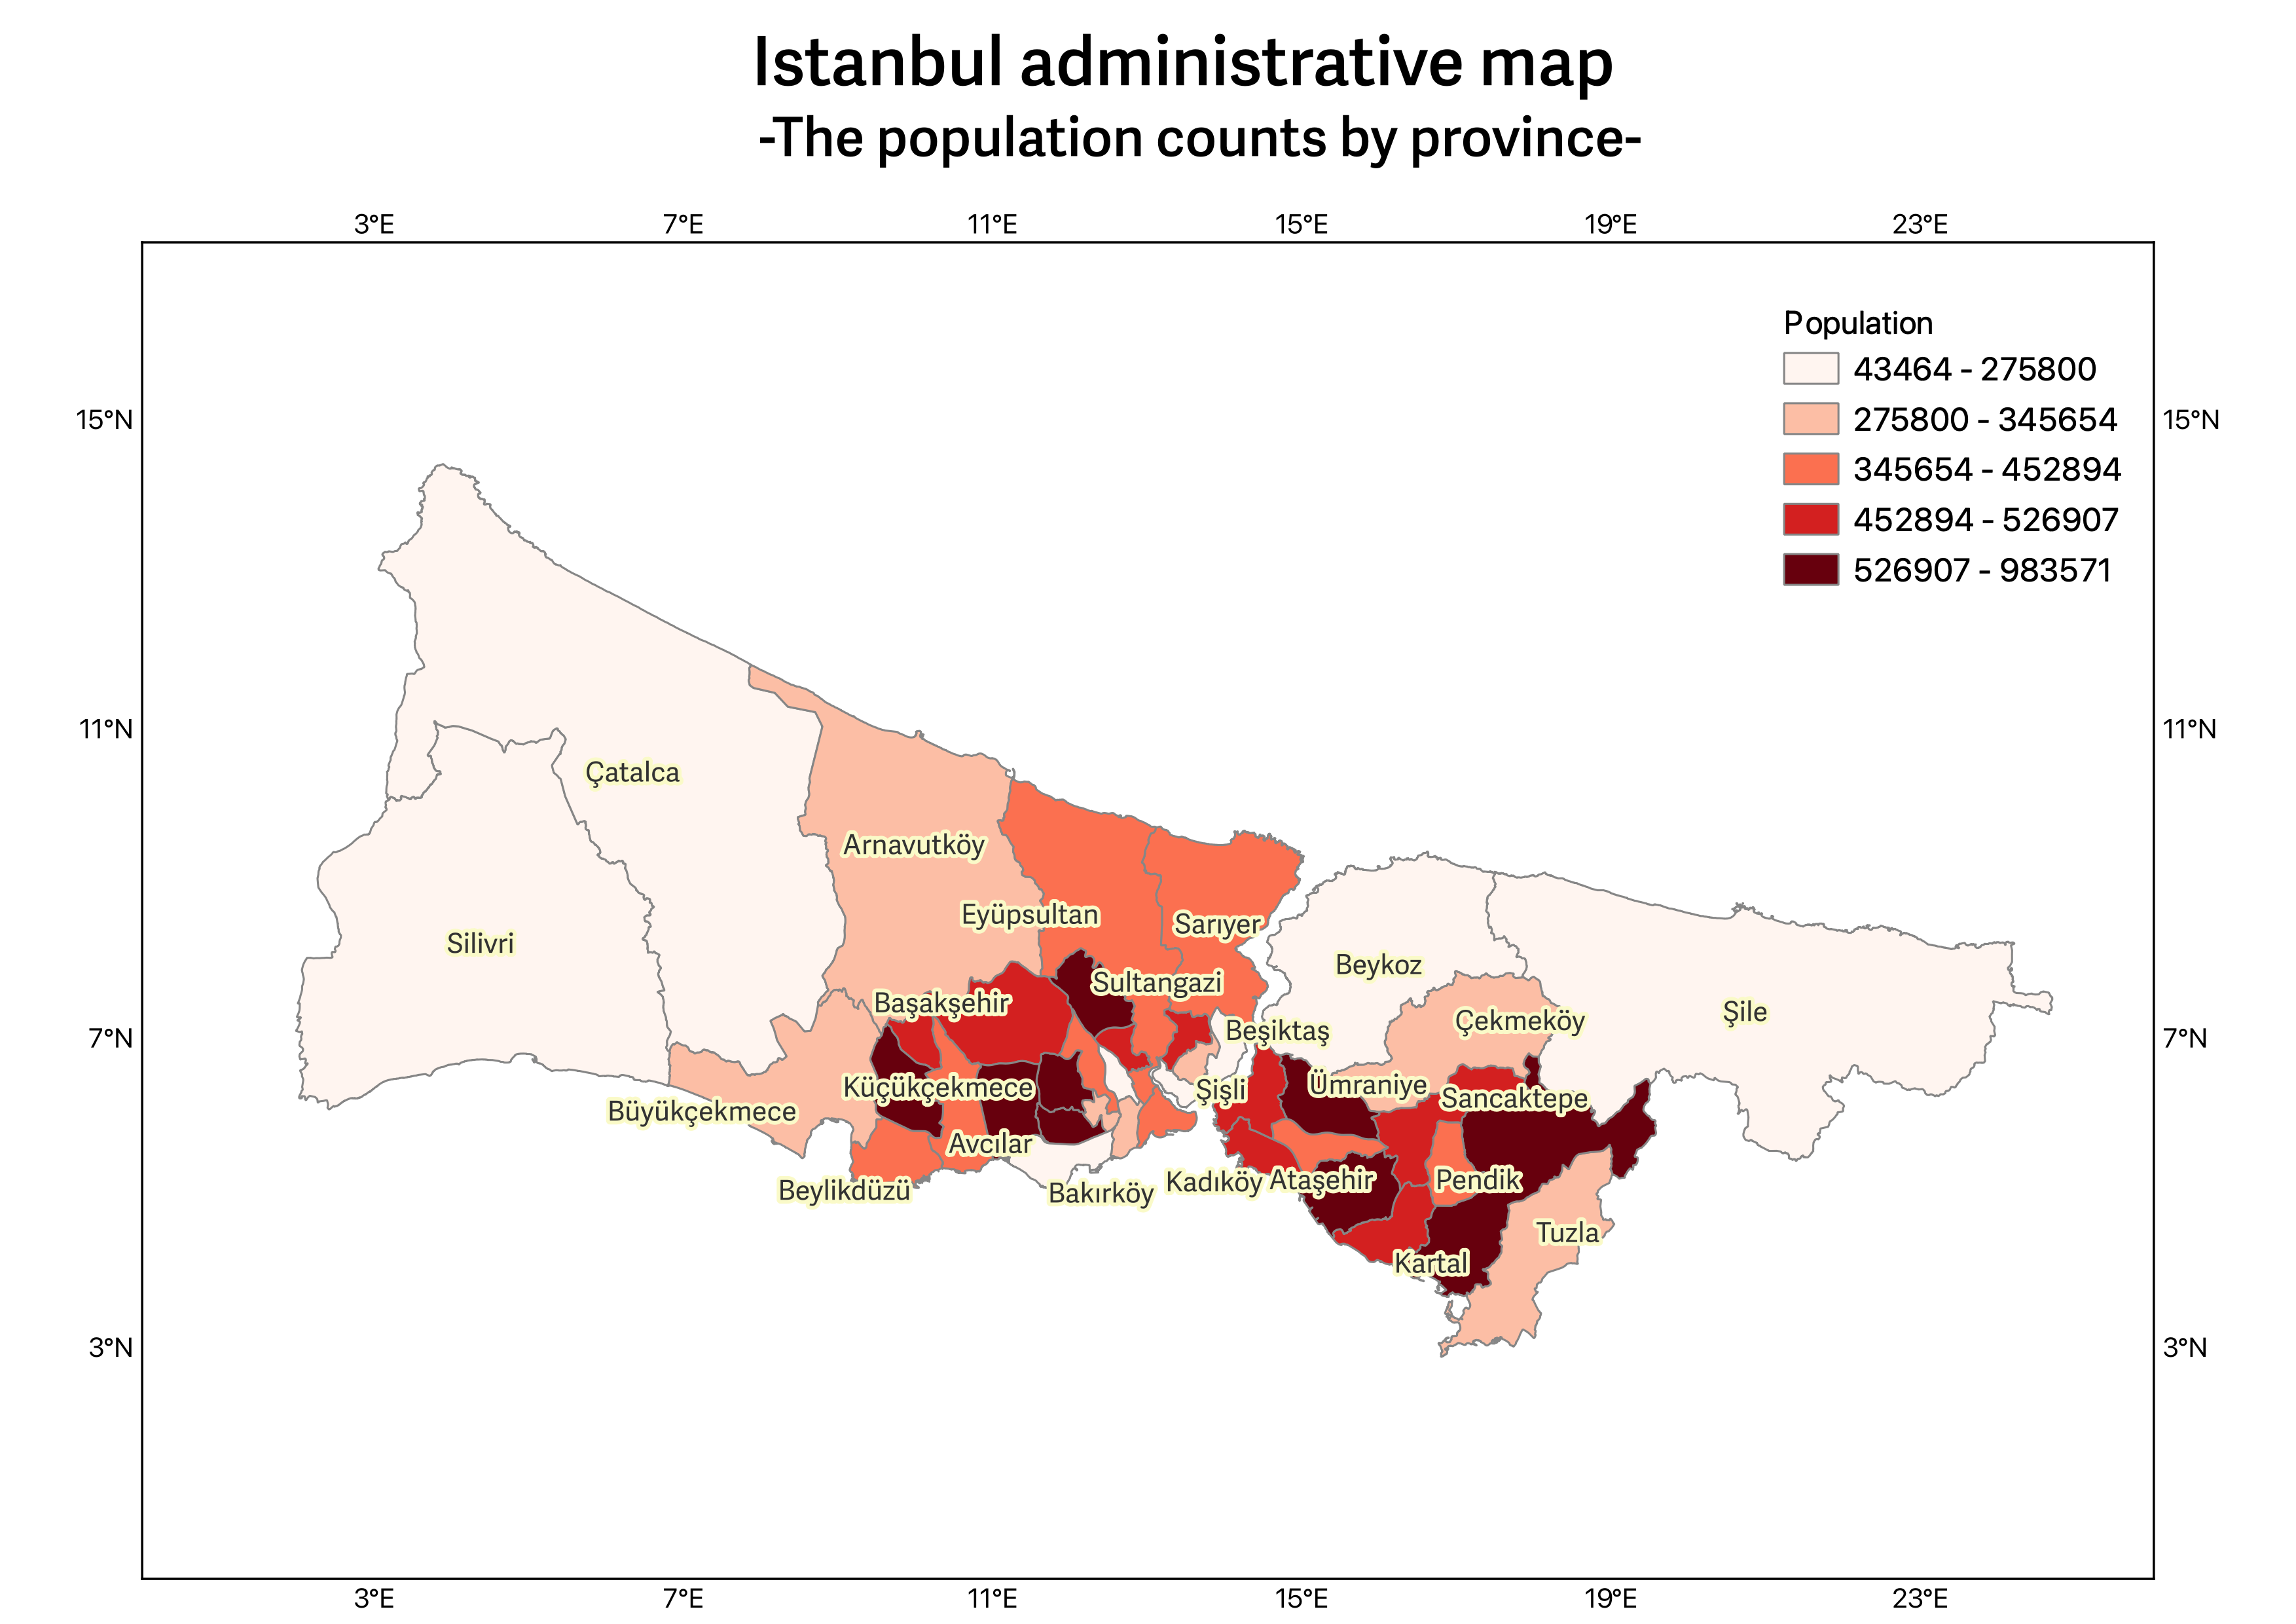 Istanbul administrative map
-The population counts by province-
3°E 7°E 11°E 15°E 19°E 23°E
Population
43464 - 275800
275800 - 345654
345654 - 452894
452894 - 526907
526907 - 983571
15°N 15°N
11°N 11°N
Çatalca
Arnavutköy
Eyüpsultan
Sarıyer
Silivri
Beykoz
Sultangazi
Başakşehir
Şile
Çekmeköy
Beşiktaş
7°N 7°N
Küçükçekmece
Şişli
Ümraniye
Sancaktepe
Büyükçekmece
Avcılar
Beylikdüzü
Bakırköy
Kadıköy
Ataşehir
Pendik
Tuzla
Kartal
3°N 3°N
3°E 7°E 11°E 15°E 19°E 23°E